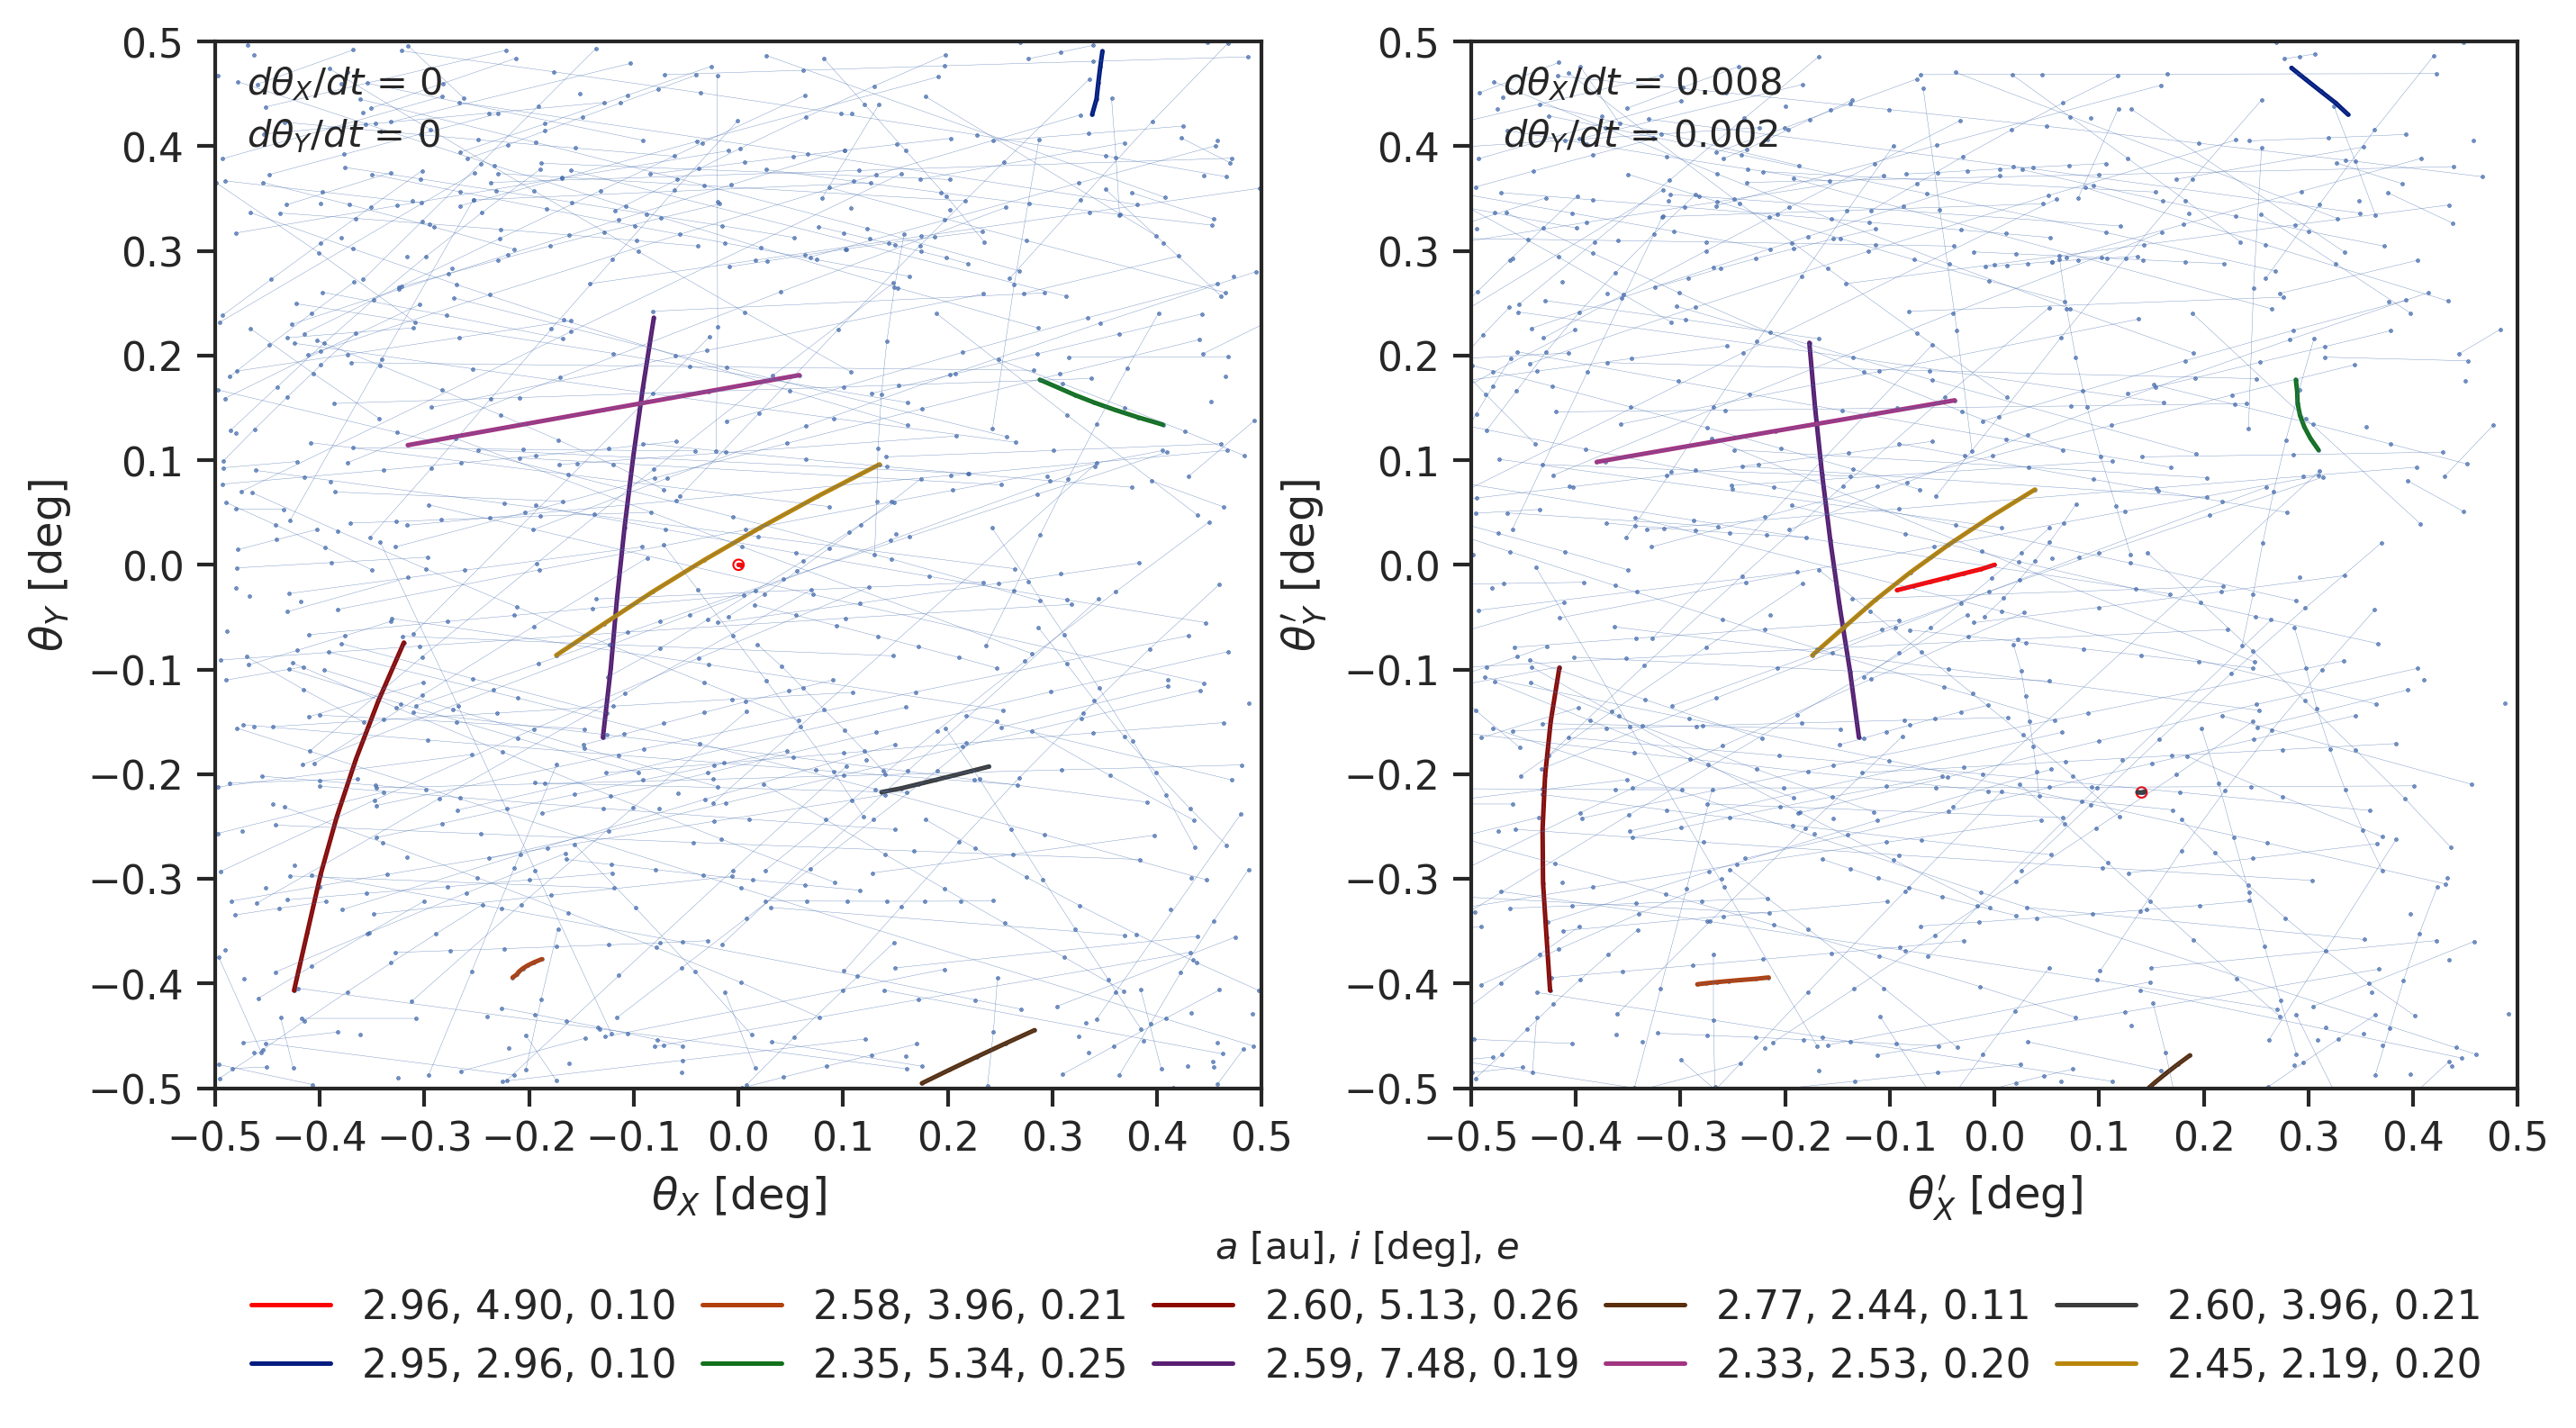 dθ_X/dt = 0
dθ_Y/dt = 0
0.5
0.4
0.3
0.2
0.1
0.0
−0.1
−0.2
−0.3
−0.4
−0.5
θ_Y [deg]
−0.5 −0.4 −0.3 −0.2 −0.1 0.0 0.1 0.2 0.3 0.4 0.5
θ_X [deg]
dθ_X/dt = 0.008
dθ_Y/dt = 0.002
0.5
0.4
0.3
0.2
0.1
0.0
−0.1
−0.2
−0.3
−0.4
−0.5
θ′_Y [deg]
−0.5 −0.4 −0.3 −0.2 −0.1 0.0 0.1 0.2 0.3 0.4 0.5
θ′_X [deg]
a [au], i [deg], e
2.96, 4.90, 0.10 2.58, 3.96, 0.21 2.60, 5.13, 0.26 2.77, 2.44, 0.11 2.60, 3.96, 0.21
2.95, 2.96, 0.10 2.35, 5.34, 0.25 2.59, 7.48, 0.19 2.33, 2.53, 0.20 2.45, 2.19, 0.20